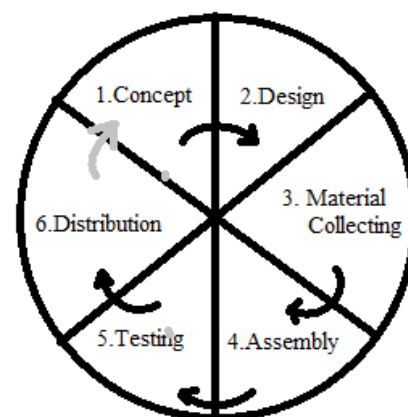 1.Concept
2.Design
3. Material
Collecting
4.Assembly
5.Testing
6.Distribution